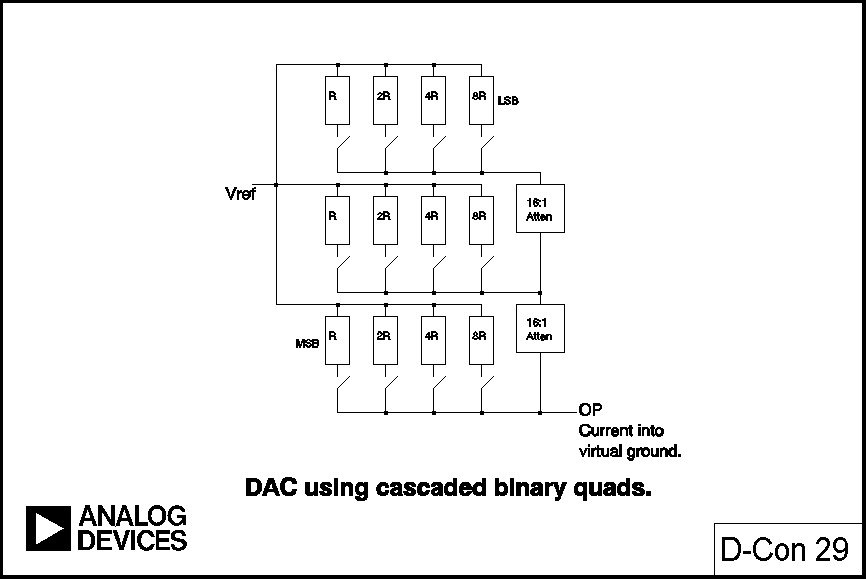 R 2R 4R 8R LSB
Vref
R 2R 4R 8R
16:1
Atten
MSB R 2R 4R 8R
16:1
Atten
OP
Current into
virtual ground.
DAC using cascaded binary quads.
ANALOG
DEVICES
D-Con 29